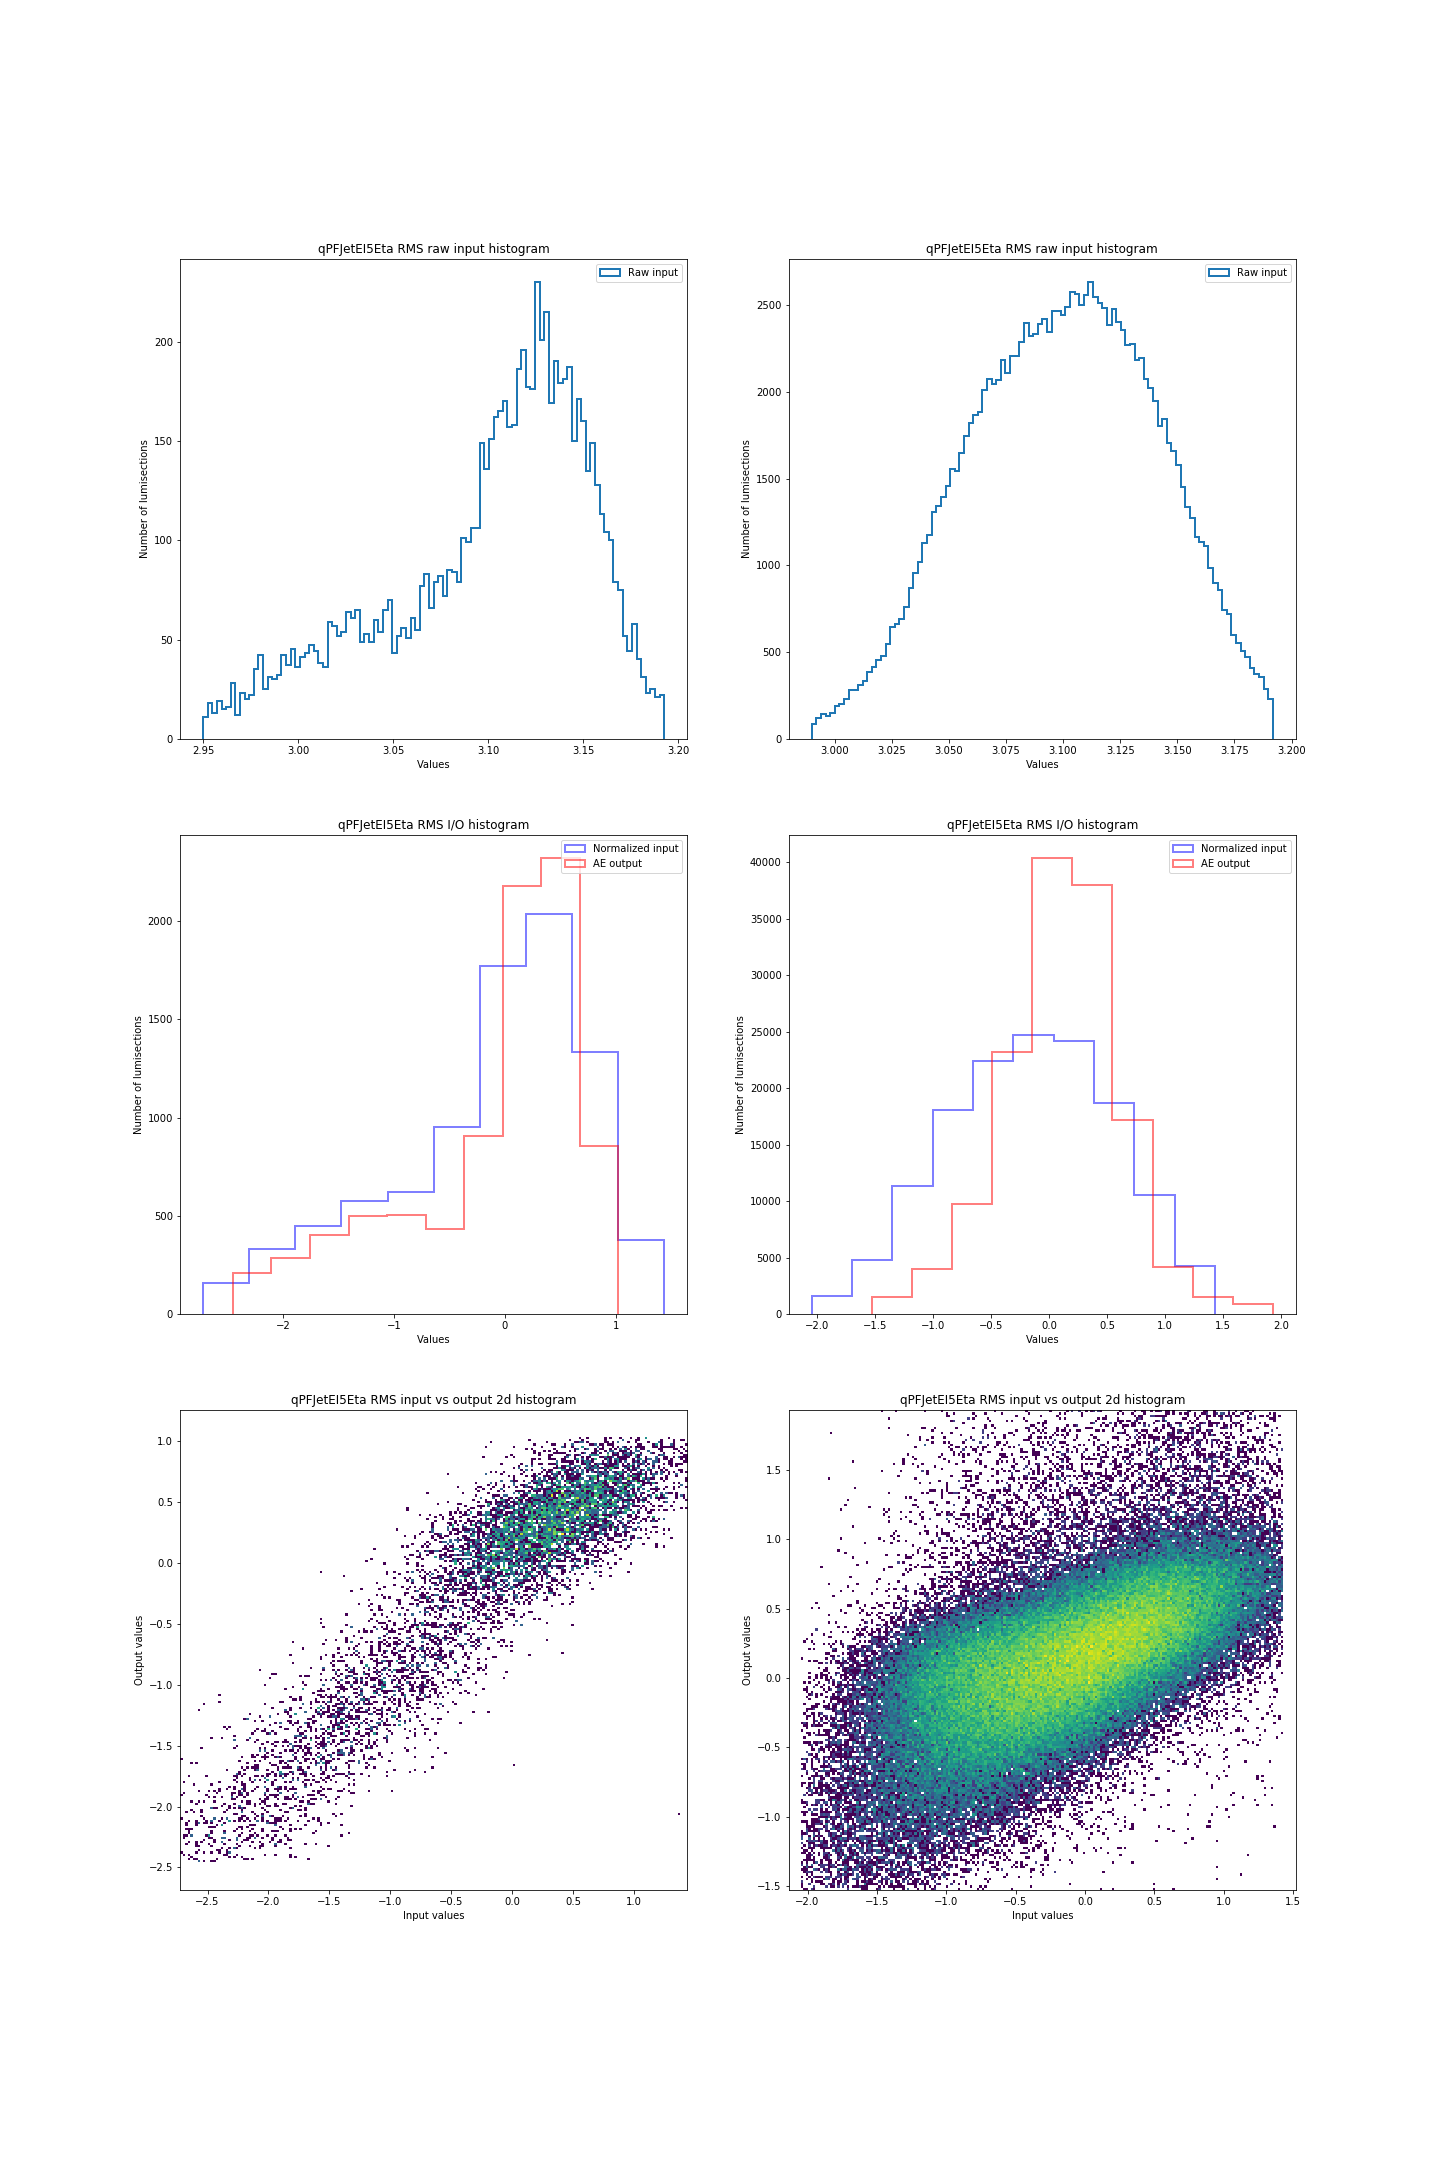 qPFJetEI5Eta RMS raw input histogram
Raw input
Number of lumisections
200
150
100
50
0
2.95 3.00 3.05 3.10 3.15 3.20
Values
qPFJetEI5Eta RMS raw input histogram
Raw input
Number of lumisections
2500
2000
1500
1000
500
0
3.000 3.025 3.050 3.075 3.100 3.125 3.150 3.175 3.200
Values
qPFJetEI5Eta RMS I/O histogram
Normalized input
AE output
Number of lumisections
2000
1500
1000
500
0
−2 −1 0 1
Values
qPFJetEI5Eta RMS I/O histogram
Normalized input
AE output
Number of lumisections
40000
35000
30000
25000
20000
15000
10000
5000
0
−2.0 −1.5 −1.0 −0.5 0.0 0.5 1.0 1.5 2.0
Values
qPFJetEI5Eta RMS input vs output 2d histogram
Output values
1.0
0.5
0.0
−0.5
−1.0
−1.5
−2.0
−2.5
−2.5 −2.0 −1.5 −1.0 −0.5 0.0 0.5 1.0
Input values
qPFJetEI5Eta RMS input vs output 2d histogram
Output values
1.5
1.0
0.5
0.0
−0.5
−1.0
−1.5
−2.0 −1.5 −1.0 −0.5 0.0 0.5 1.0 1.5
Input values